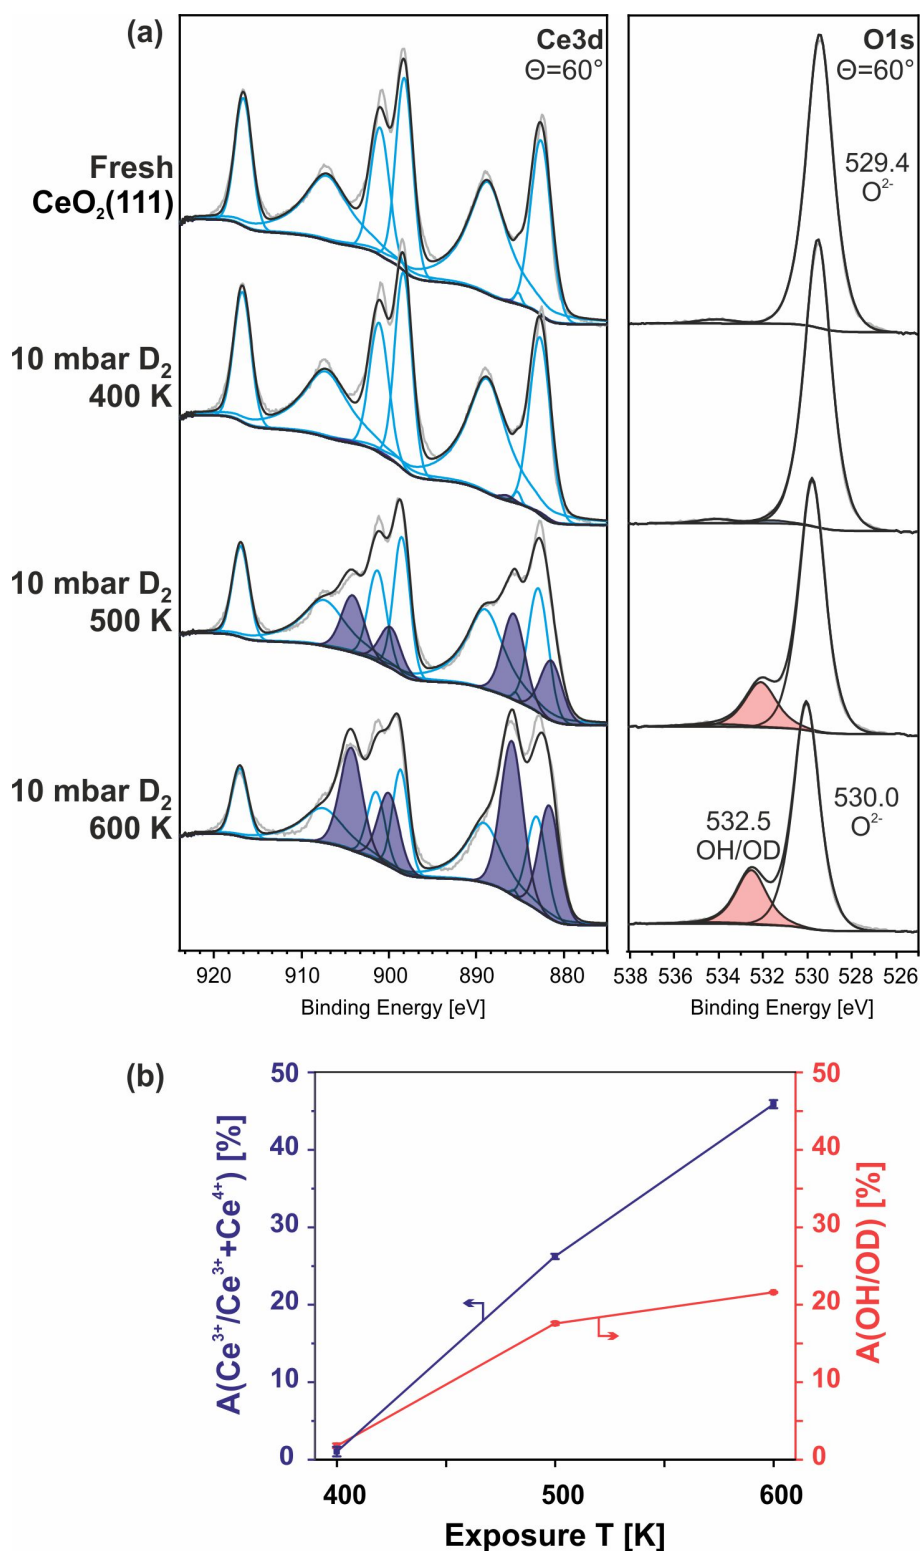 (a)
Ce3d
Θ=60°
O1s
Θ=60°
Fresh
CeO₂(111)
529.4
O²⁻
10 mbar D₂
400 K
10 mbar D₂
500 K
10 mbar D₂
600 K
532.5
OH/OD
530.0
O²⁻
920 910 900 890 880
Binding Energy [eV]
538 536 534 532 530 528 526
Binding Energy [eV]
(b)
50
40
30
20
10
0
A(Ce³⁺/Ce³⁺+Ce⁴⁺) [%]
50
40
30
20
10
0
A(OH/OD) [%]
400 500 600
Exposure T [K]